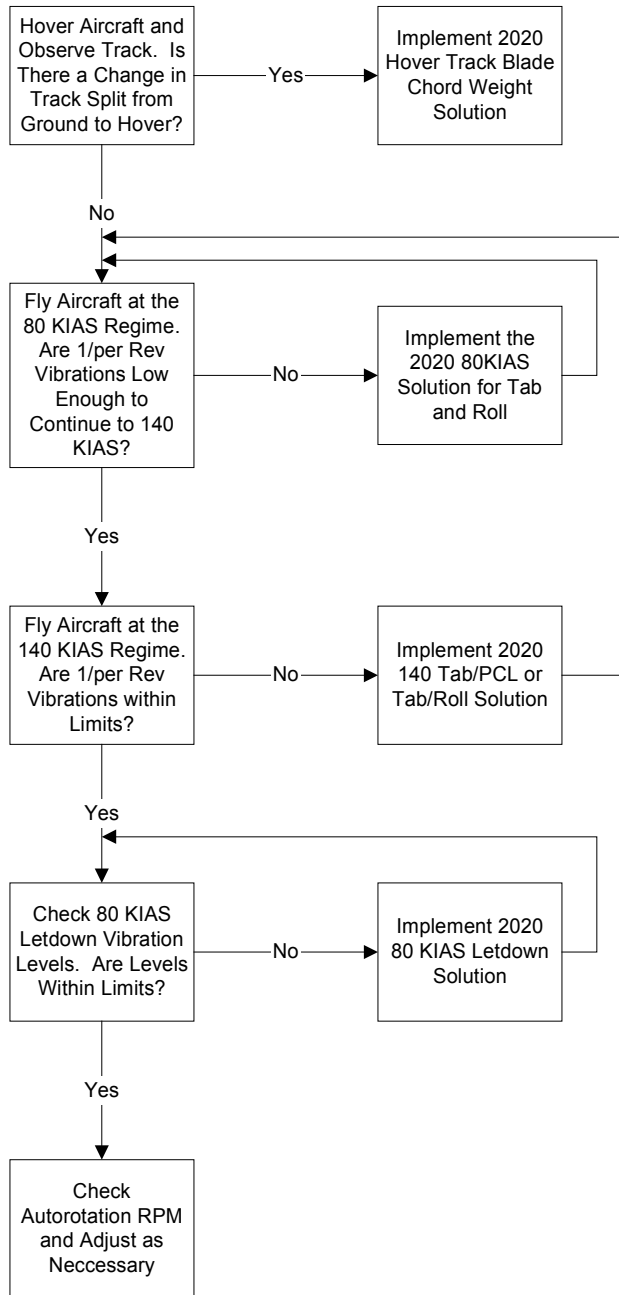 Hover Aircraft and
Observe Track. Is
There a Change in
Track Split from
Ground to Hover?
Yes
Implement 2020
Hover Track Blade
Chord Weight
Solution
No
Fly Aircraft at the
80 KIAS Regime.
Are 1/per Rev
Vibrations Low
Enough to
Continue to 140
KIAS?
No
Implement the
2020 80KIAS
Solution for Tab
and Roll
Yes
Fly Aircraft at the
140 KIAS Regime.
Are 1/per Rev
Vibrations within
Limits?
No
Implement 2020
140 Tab/PCL or
Tab/Roll Solution
Yes
Check 80 KIAS
Letdown Vibration
Levels. Are Levels
Within Limits?
No
Implement 2020
80 KIAS Letdown
Solution
Yes
Check
Autorotation RPM
and Adjust as
Neccessary